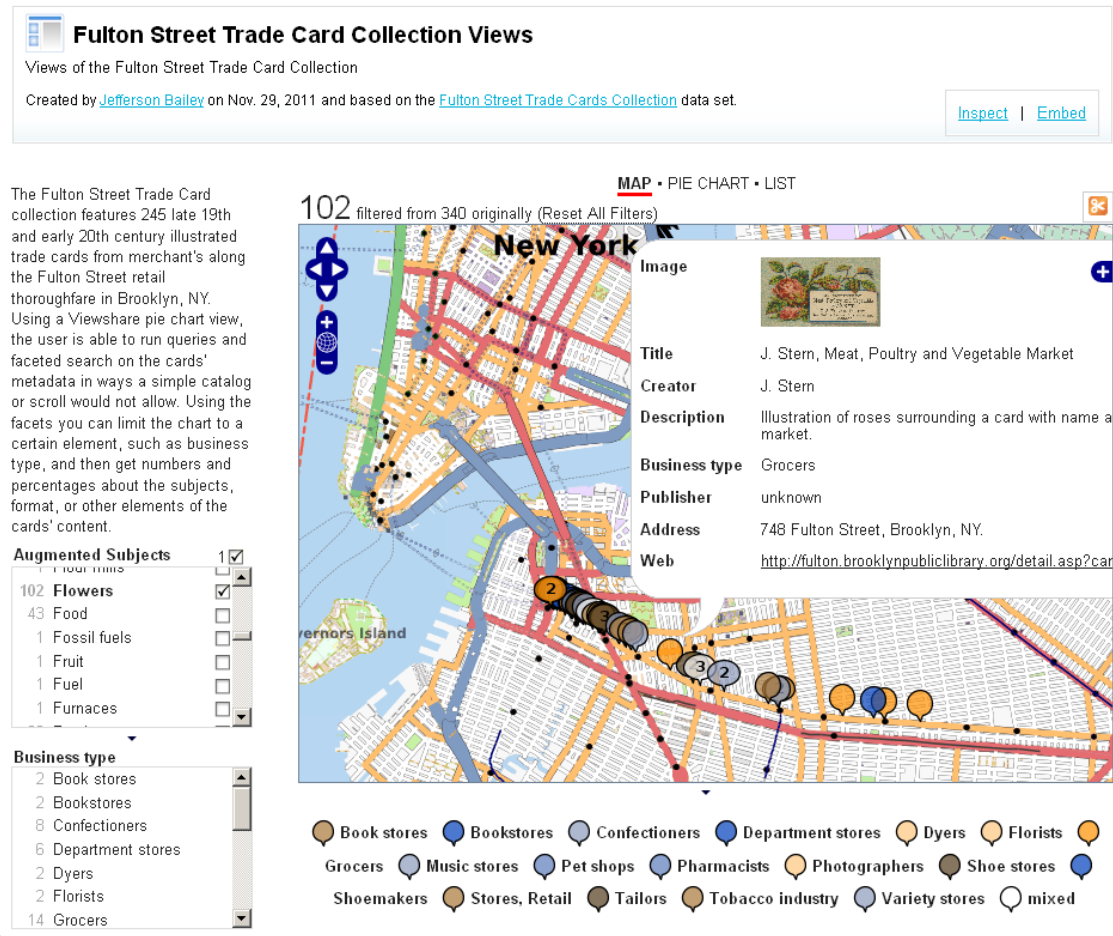 Fulton Street Trade Card Collection Views
Views of the Fulton Street Trade Card Collection
Created by Jefferson Bailey on Nov. 29, 2011 and based on the Fulton Street Trade Cards Collection data set.
Inspect | Embed
The Fulton Street Trade Card
collection features 245 late 19th
and early 20th century illustrated
trade cards from merchant's along
the Fulton Street retail
thoroughfare in Brooklyn, NY.
Using a Viewshare pie chart view,
the user is able to run queries and
faceted search on the cards'
metadata in ways a simple catalog
or scroll would not allow. Using the
facets you can limit the chart to a
certain element, such as business
type, and then get numbers and
percentages about the subjects,
format, or other elements of the
cards' content.
Augmented Subjects 1
1 Flour mills
102 Flowers
43 Food
1 Fossil fuels
1 Fruit
1 Fuel
1 Furnaces
Business type
2 Book stores
2 Bookstores
8 Confectioners
6 Department stores
2 Dyers
2 Florists
14 Grocers
MAP • PIE CHART • LIST
102 filtered from 340 originally (Reset All Filters)
New York
Image
Title J. Stern, Meat, Poultry and Vegetable Market
Creator J. Stern
Description Illustration of roses surrounding a card with name a
market.
Business type Grocers
Publisher unknown
Address 748 Fulton Street, Brooklyn, NY.
Web http://fulton.brooklynpubliclibrary.org/detail.asp?car
vernors Island
2
3
3
2
Book stores Bookstores Confectioners Department stores Dyers Florists
Grocers Music stores Pet shops Pharmacists Photographers Shoe stores
Shoemakers Stores, Retail Tailors Tobacco industry Variety stores mixed